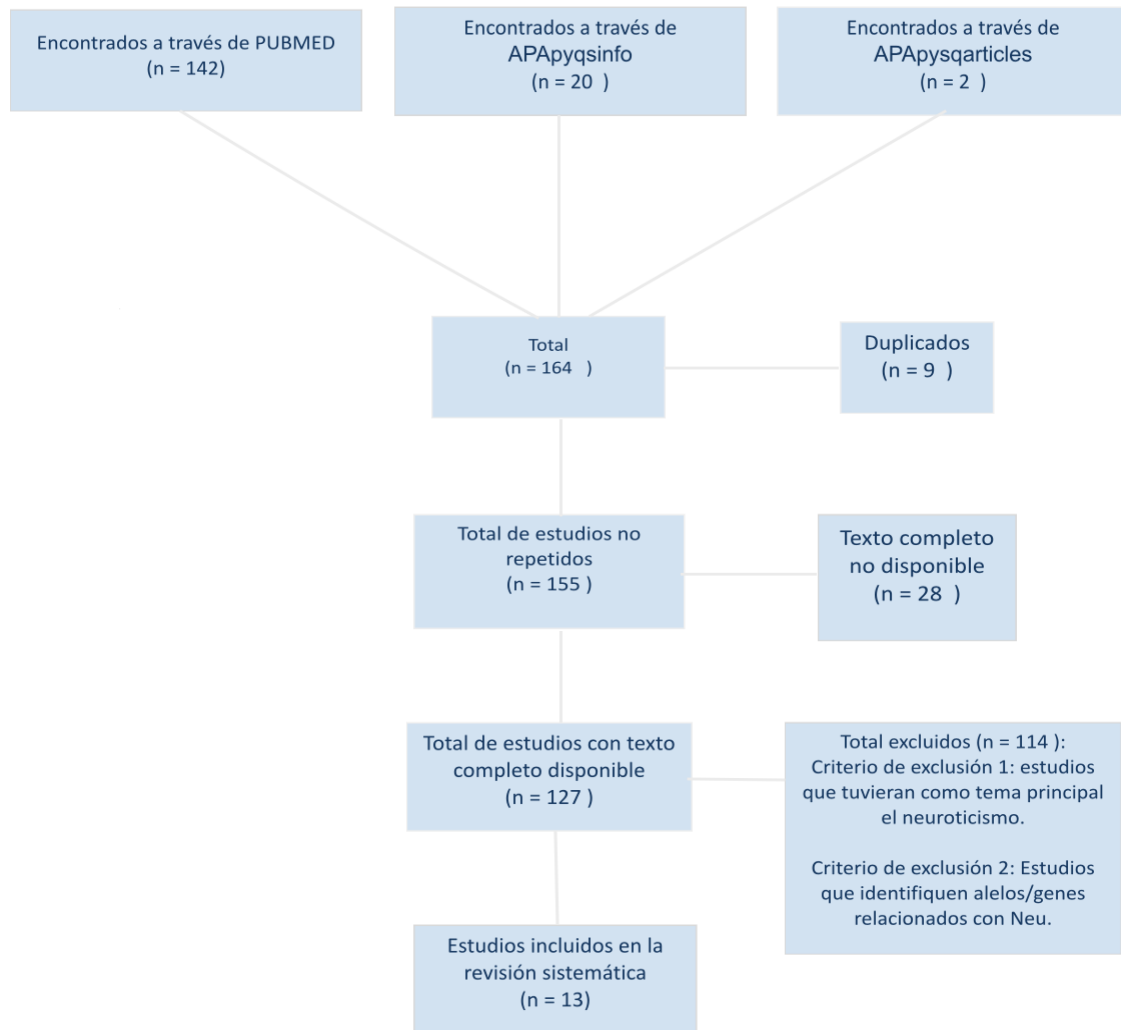 Encontrados a través de PUBMED
(n = 142)
Encontrados a través de
APApyqsinfo
(n = 20  )
Encontrados a través de
APApysqarticles
(n = 2  )
Total
(n = 164   )
Duplicados
(n = 9  )
Total de estudios no
repetidos
(n = 155 )
Texto completo
no disponible
(n = 28  )
Total de estudios con texto
completo disponible
(n = 127 )
Total excluidos (n = 114 ):
Criterio de exclusión 1: estudios
que tuvieran como tema principal
el neuroticismo.
Criterio de exclusión 2: Estudios
que identifiquen alelos/genes
relacionados con Neu.
Estudios incluidos en la
revisión sistemática
(n = 13)